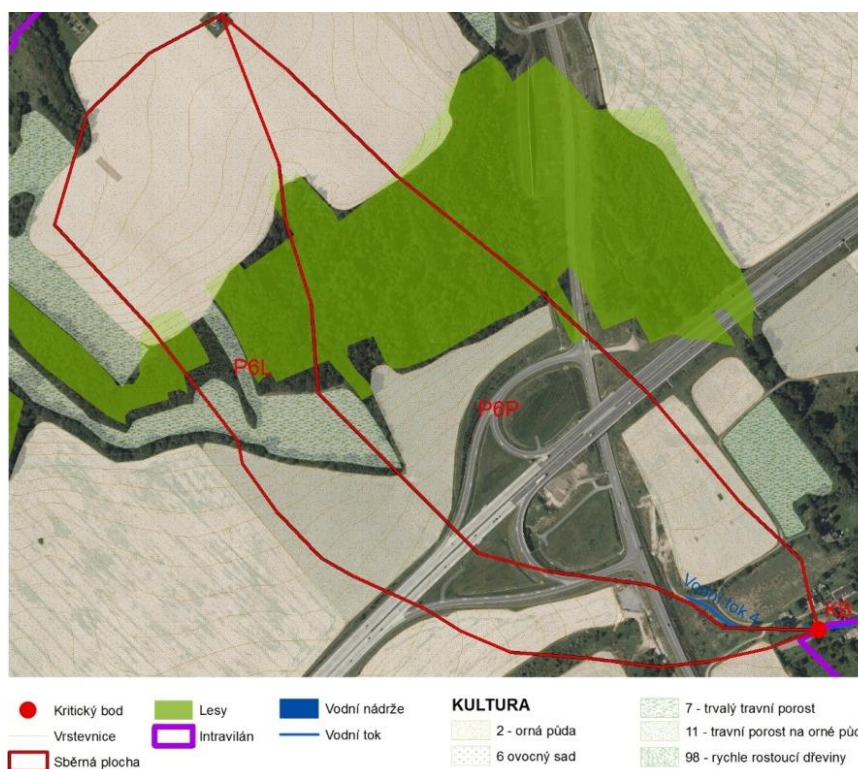 P6L
P6P
Vodní tok 4
KB
Kritický bod
Vrstevnice
Sběrná plocha
Lesy
Intravilán
Vodní nádrže
Vodní tok
KULTURA
2 - orná půda
6 ovocný sad
7 - trvalý travní porost
11 - travní porost na orné půd
98 - rychle rostoucí dřeviny